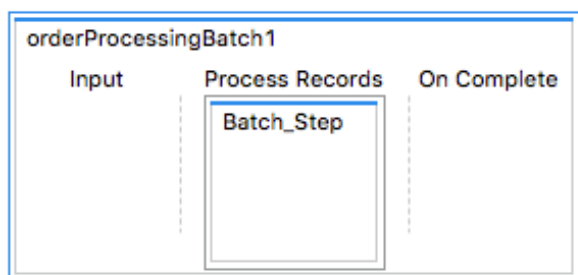 orderProcessingBatch1
Input Process Records On Complete
Batch_Step